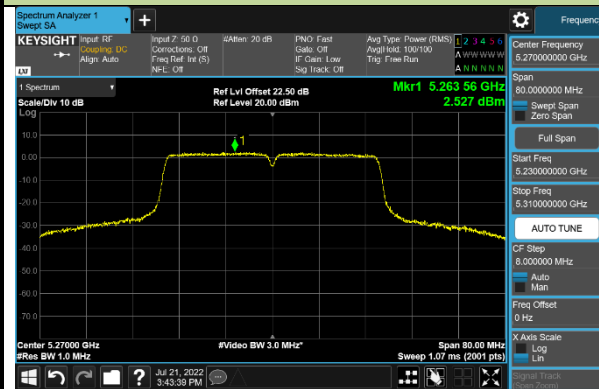 Spectrum Analyzer 1
Swept SA
+
Frequency
KEYSIGHT
Input: RF
Coupling: DC
Align: Auto
Input Z: 50 Ω
Corrections: Off
Freq Ref: Int (S)
NFE: Off
#Atten: 20 dB
PNO: Fast
Gate: Off
IF Gain: Low
Sig Track: Off
Avg Type: Power (RMS)
Avg|Hold: 100/100
Trig: Free Run
1 2 3 4 5 6
A W W W W W
A N N N N N
LXI
1 Spectrum
Scale/Div 10 dB
Log
Ref Lvl Offset 22.50 dB
Ref Level 20.00 dBm
Mkr1 5.263 56 GHz
2.527 dBm
1
10.0
0.00
-10.0
-20.0
-30.0
-40.0
-50.0
-60.0
-70.0
Center 5.27000 GHz
#Res BW 1.0 MHz
#Video BW 3.0 MHz*
Span 80.00 MHz
Sweep 1.07 ms (2001 pts)
Center Frequency
5.270000000 GHz
Span
80.0000000 MHz
Swept Span
Zero Span
Full Span
Start Freq
5.230000000 GHz
Stop Freq
5.310000000 GHz
AUTO TUNE
CF Step
8.000000 MHz
Auto
Man
Freq Offset
0 Hz
X Axis Scale
Log
Lin
Signal Track
(Span Zoom)
?
Jul 21, 2022
3:43:39 PM